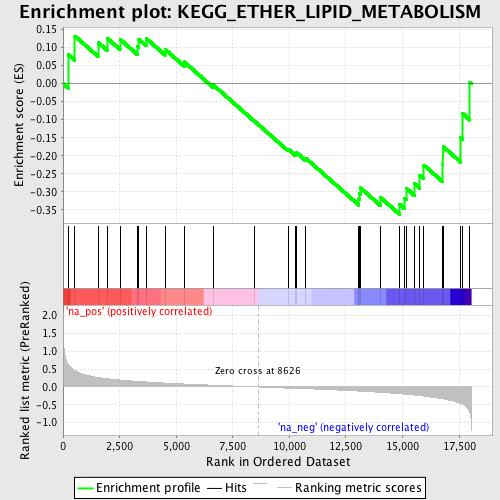 Enrichment plot: KEGG_ETHER_LIPID_METABOLISM
Enrichment score (ES)
0.15
0.10
0.05
0.00
-0.05
-0.10
-0.15
-0.20
-0.25
-0.30
-0.35
'na_pos' (positively correlated)
Ranked list metric (PreRanked)
2.0
1.5
1.0
0.5
0.0
-0.5
-1.0
Zero cross at 8626
'na_neg' (negatively correlated)
0
2,500
5,000
7,500
10,000
12,500
15,000
17,500
Rank in Ordered Dataset
Enrichment profile
Hits
Ranking metric scores